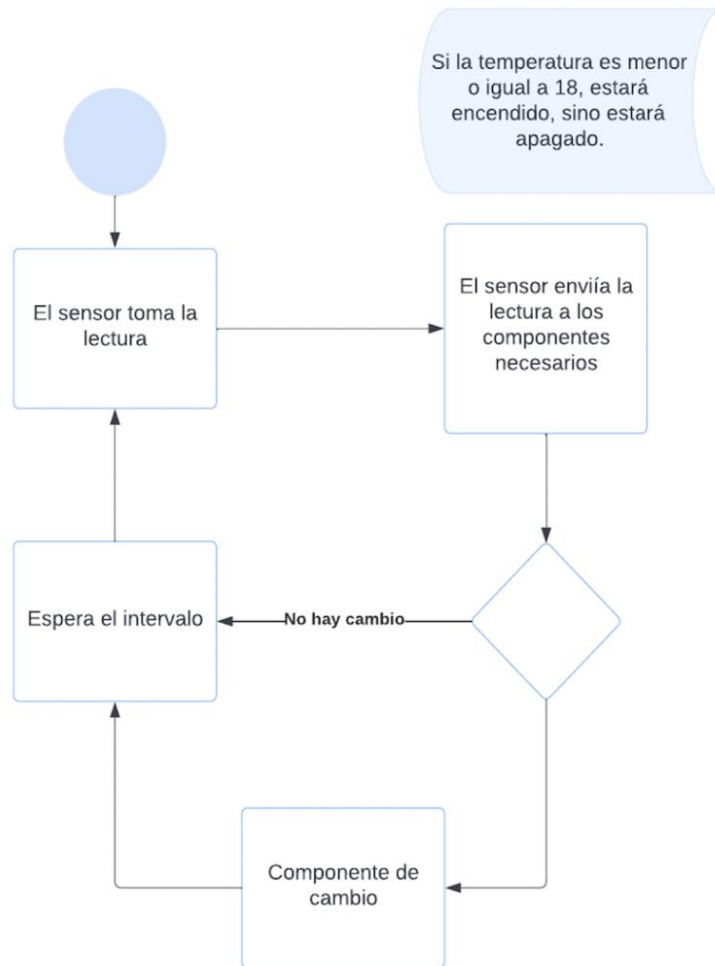 Si la temperatura es menor
o igual a 18, estará
encendido, sino estará
apagado.
El sensor toma la
lectura
El sensor enviía la
lectura a los
componentes
necesarios
Espera el intervalo
No hay cambio
Componente de
cambio